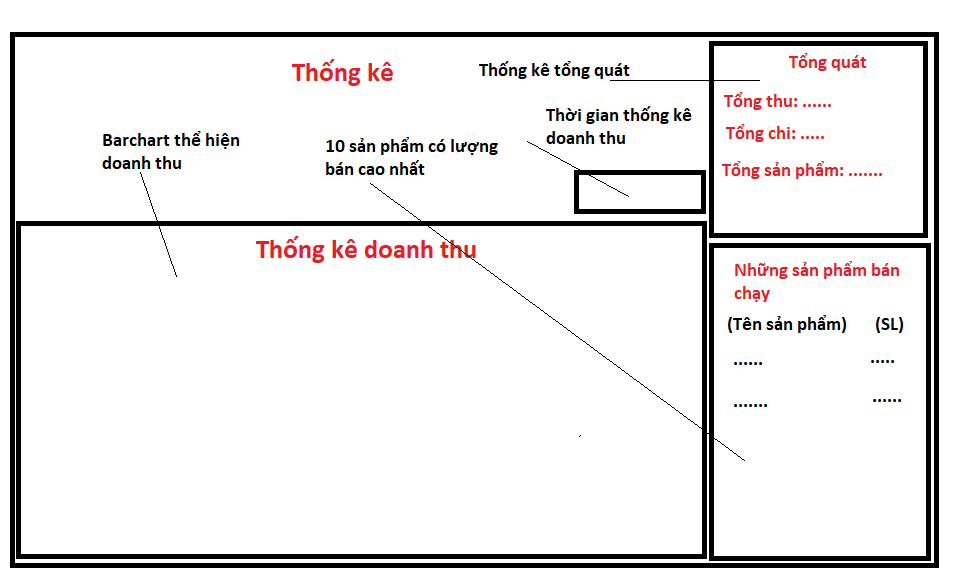 Thống kê
Thống kê tổng quát
Tổng quát
Tổng thu: ......
Tổng chi: .....
Tổng sản phẩm: .......
Thời gian thống kê
doanh thu
Barchart thể hiện
doanh thu
10 sản phẩm có lượng
bán cao nhất
Thống kê doanh thu
Những sản phẩm bán
chạy
(Tên sản phẩm) (SL)
...... .....
....... ......